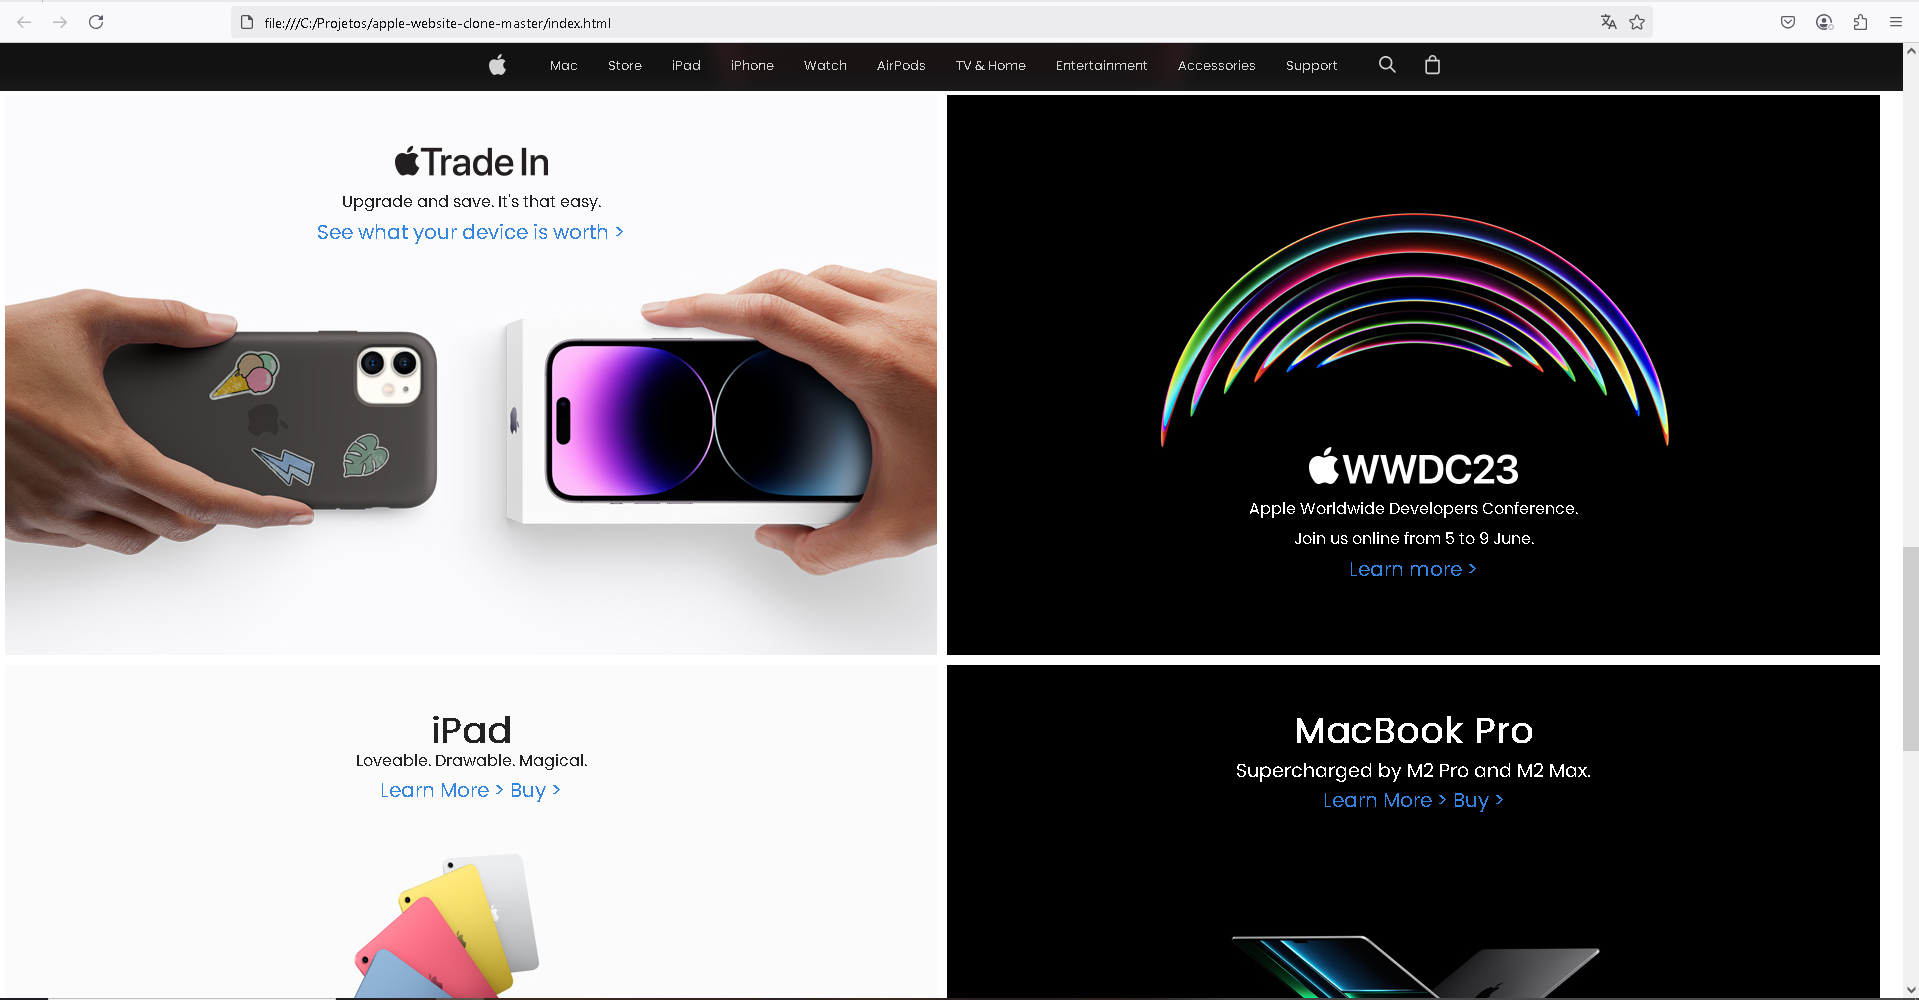 file:///C:/Projetos/apple-website-clone-master/index.html
Mac Store iPad iPhone Watch AirPods TV & Home Entertainment Accessories Support
Trade In
Upgrade and save. It's that easy.
See what your device is worth >
WWDC23
Apple Worldwide Developers Conference.
Join us online from 5 to 9 June.
Learn more >
iPad
Loveable. Drawable. Magical.
Learn More > Buy >
MacBook Pro
Supercharged by M2 Pro and M2 Max.
Learn More > Buy >